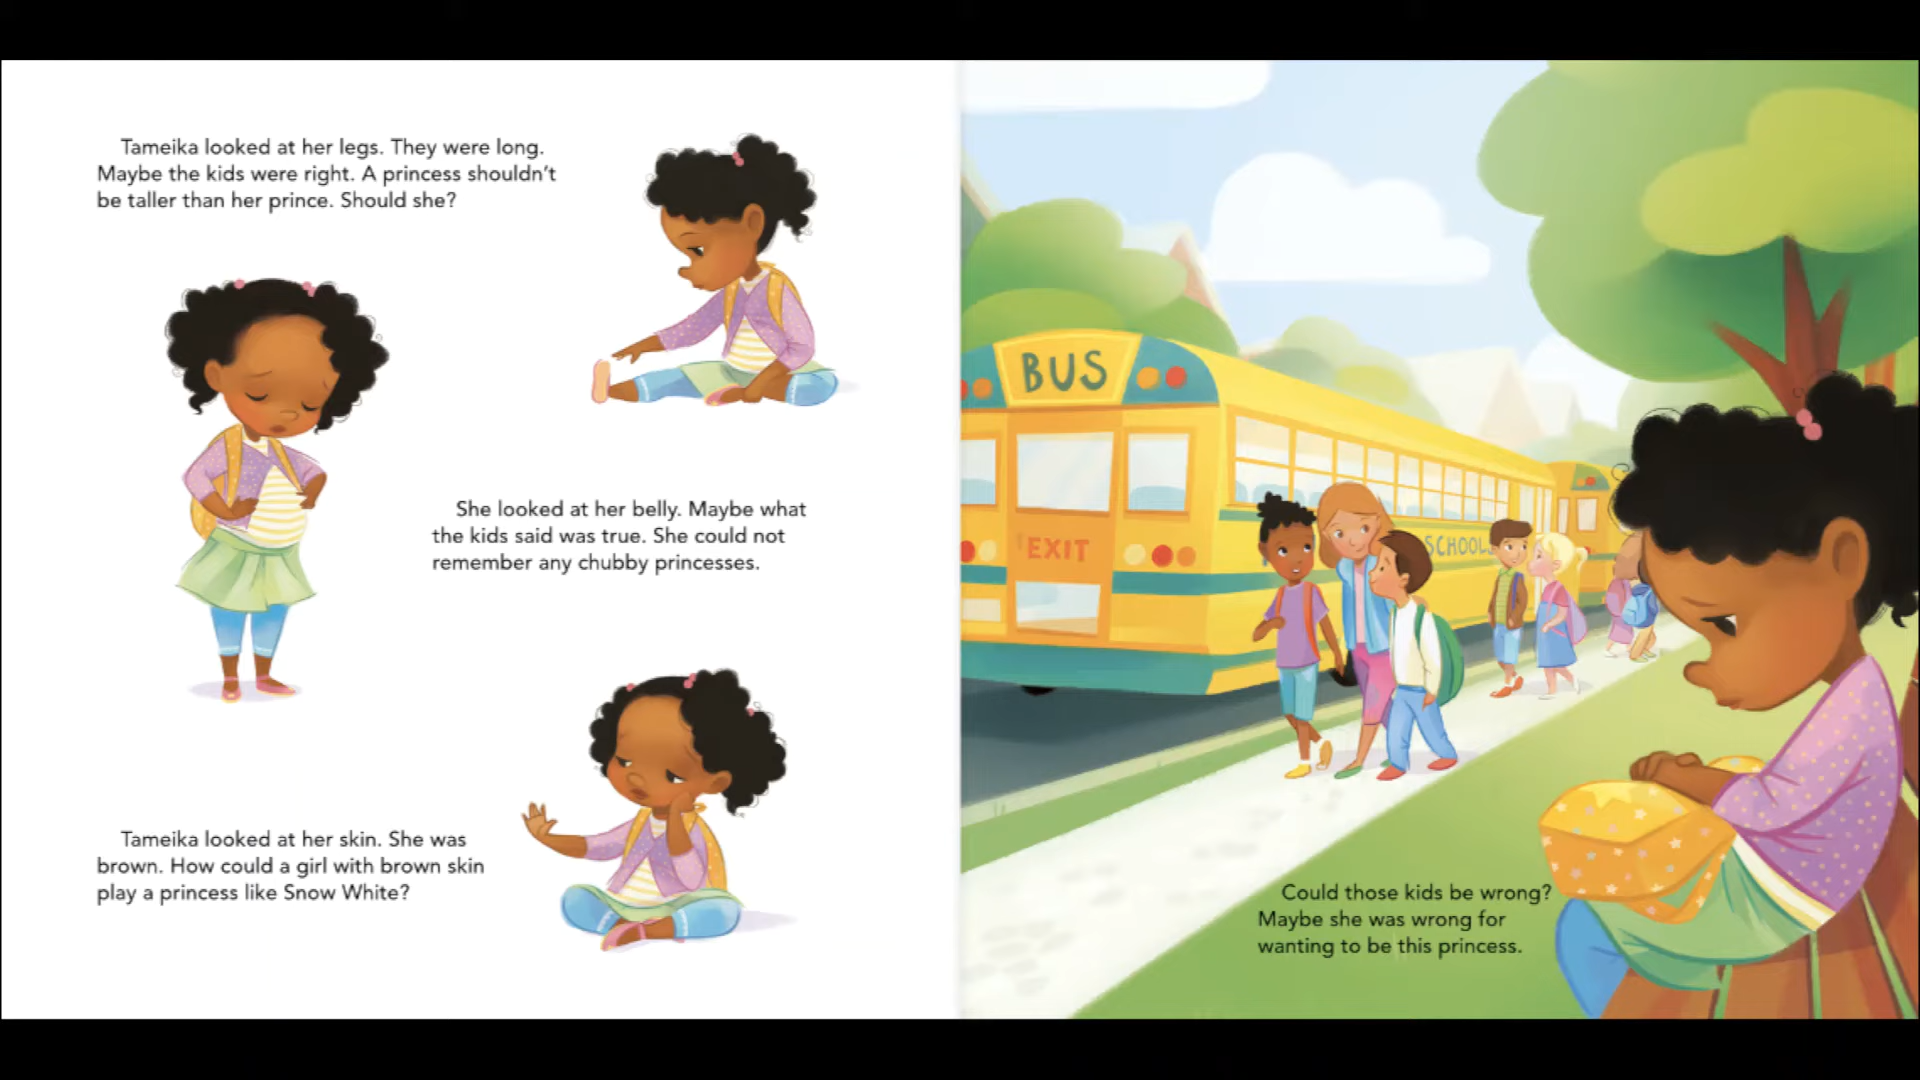 Tameika looked at her legs. They were long.
Maybe the kids were right. A princess shouldn't
be taller than her prince. Should she?
She looked at her belly. Maybe what
the kids said was true. She could not
remember any chubby princesses.
Tameika looked at her skin. She was
brown. How could a girl with brown skin
play a princess like Snow White?
BUS
EXIT
SCHOOL
Could those kids be wrong?
Maybe she was wrong for
wanting to be this princess.